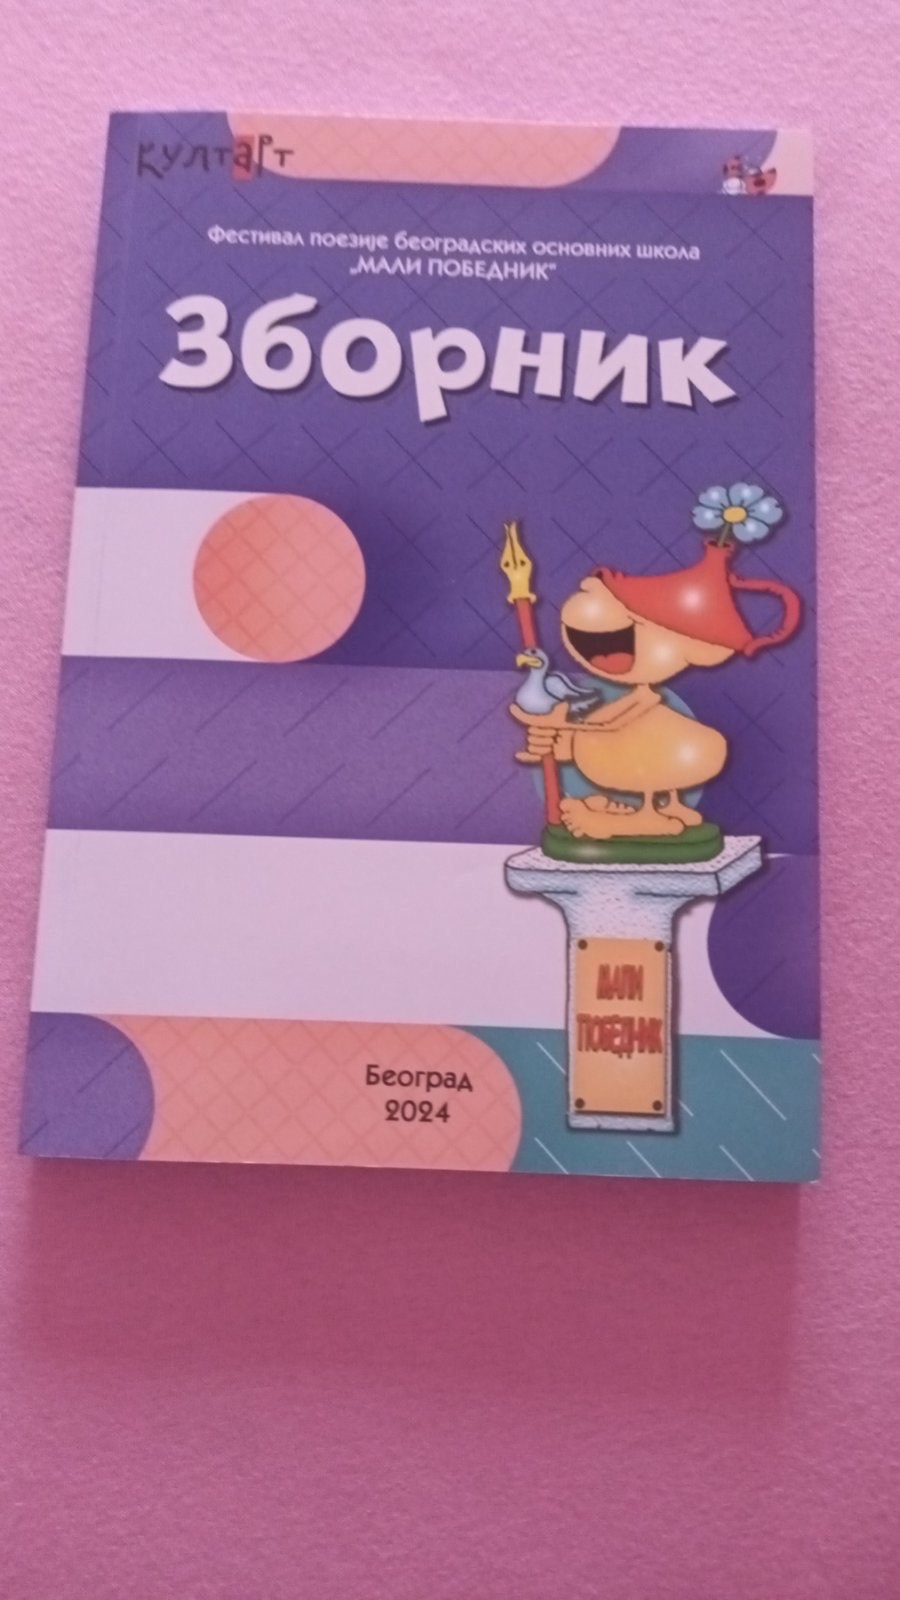 култарт
Фестивал поезије београдских основних школа
„МАЛИ ПОБЕДНИК“
Зборник
МАЛИ
ПОБЕДНИК
Београд
2024